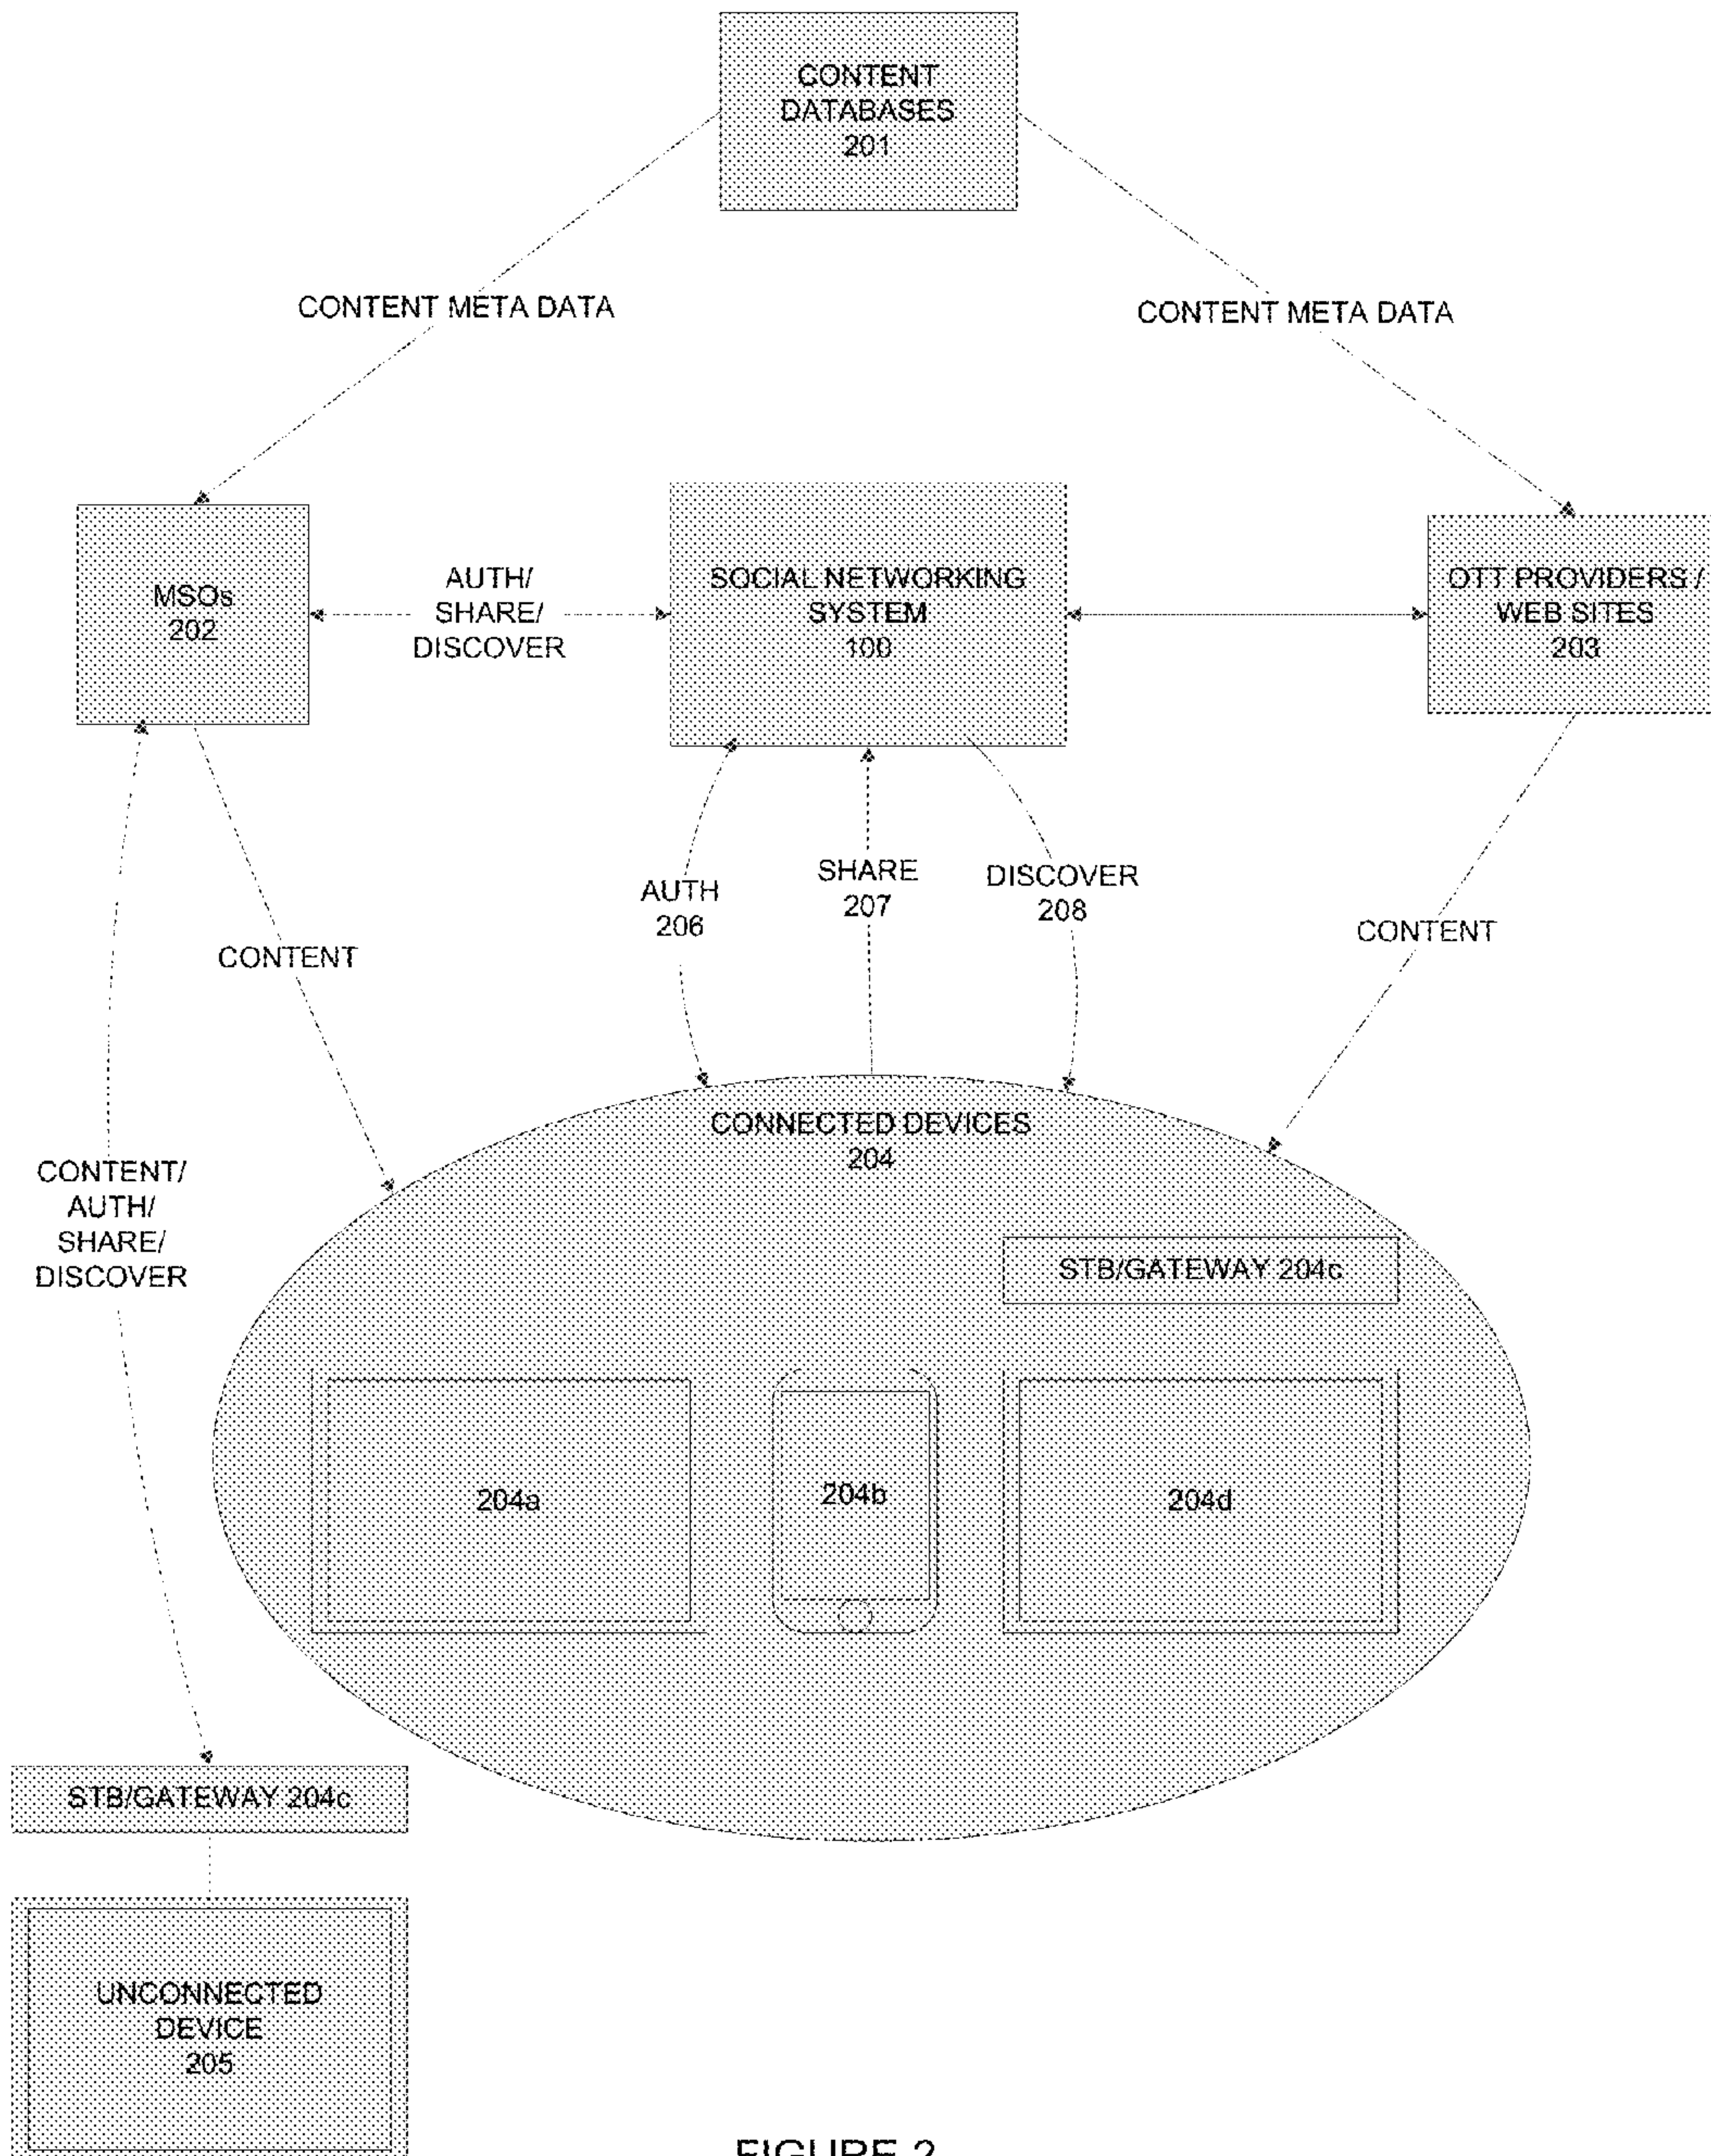 CONTENT
DATABASES
201
CONTENT META DATA
CONTENT META DATA
MSOs
202
AUTH/
SHARE/
DISCOVER
SOCIAL NETWORKING
SYSTEM
100
OTT PROVIDERS /
WEB SITES
203
AUTH
206
SHARE
207
DISCOVER
208
CONTENT
CONTENT
CONTENT/
AUTH/
SHARE/
DISCOVER
CONNECTED DEVICES
204
STB/GATEWAY 204c
204a
204b
204d
STB/GATEWAY 204c
UNCONNECTED
DEVICE
205
FIGURE 2